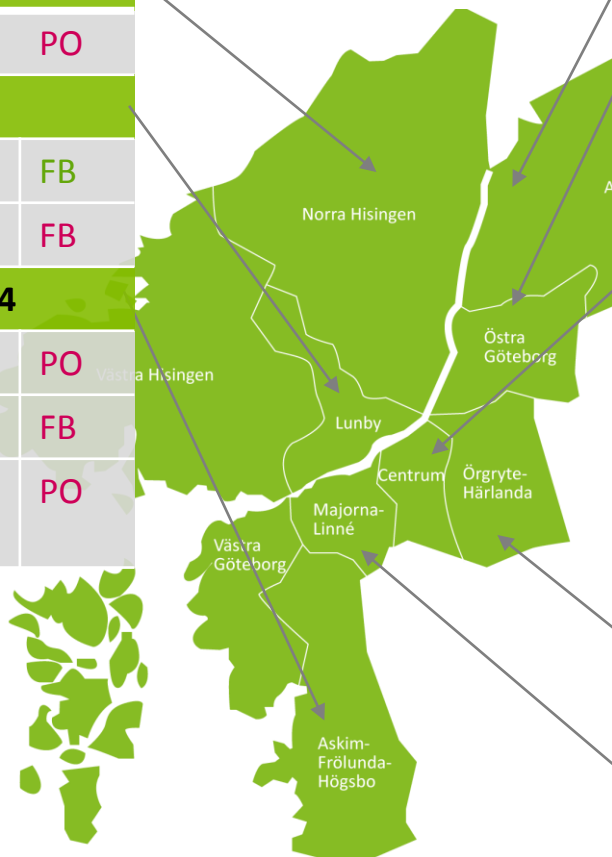 PO
FB
FB
4
PO
FB
PO
Norra Hisingen
A
Östra
Göteborg
Västra Hisingen
Lunby
Centrum
Örgryte-
Härlanda
Majorna-
Linné
Västra
Göteborg
Askim-
Frölunda-
Högsbo